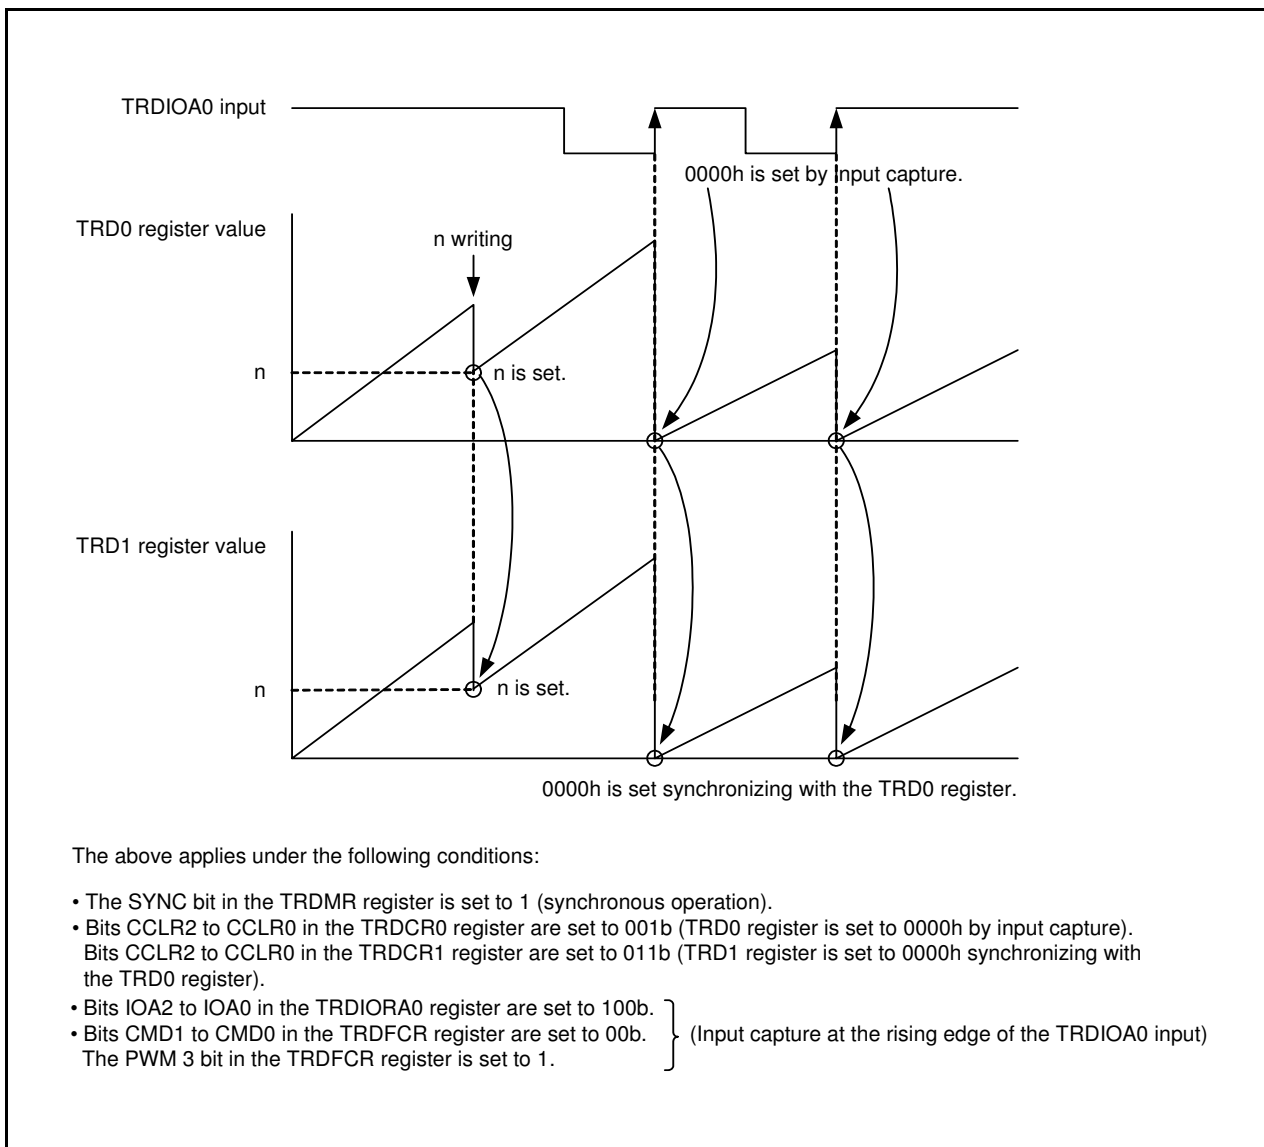 TRDIOA0 input
0000h is set by input capture.
TRD0 register value
n writing
n
n is set.
TRD1 register value
n
n is set.
0000h is set synchronizing with the TRD0 register.
The above applies under the following conditions:
• The SYNC bit in the TRDMR register is set to 1 (synchronous operation).
• Bits CCLR2 to CCLR0 in the TRDCR0 register are set to 001b (TRD0 register is set to 0000h by input capture).
Bits CCLR2 to CCLR0 in the TRDCR1 register are set to 011b (TRD1 register is set to 0000h synchronizing with
the TRD0 register).
• Bits IOA2 to IOA0 in the TRDIORA0 register are set to 100b.
• Bits CMD1 to CMD0 in the TRDFCR register are set to 00b.
The PWM 3 bit in the TRDFCR register is set to 1.
(Input capture at the rising edge of the TRDIOA0 input)